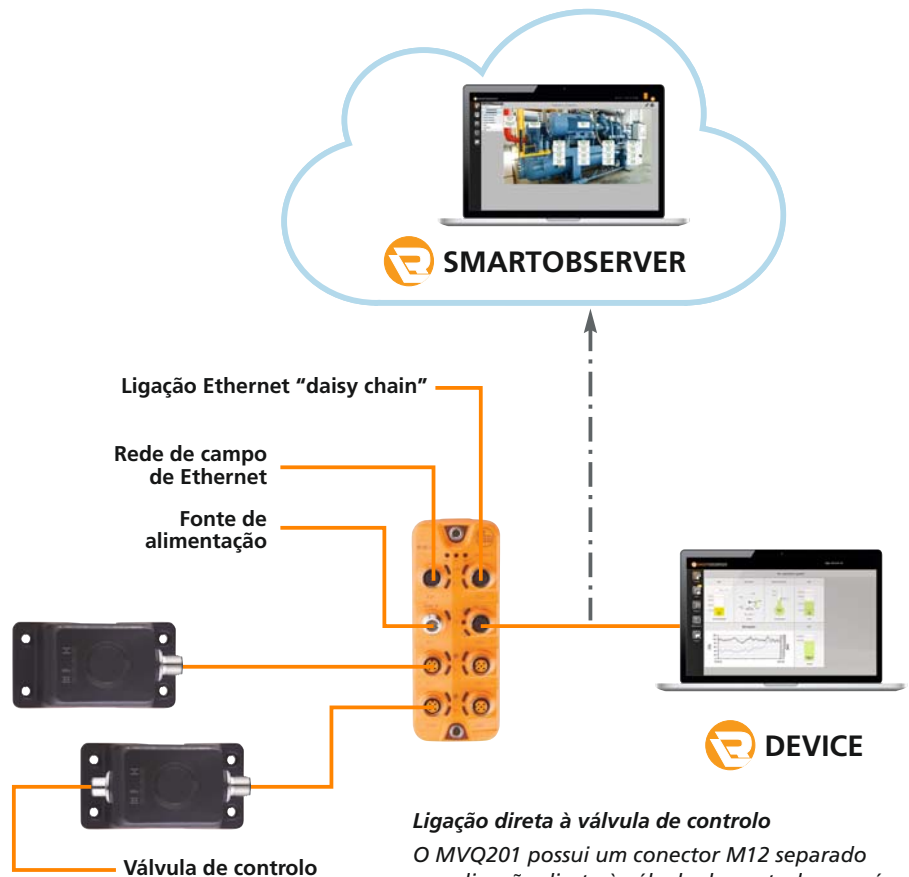 SMARTOBSERVER
Ligação Ethernet “daisy chain”
Rede de campo
de Ethernet
Fonte de
alimentação
DEVICE
Válvula de controlo
Ligação direta à válvula de controlo
O MVQ201 possui um conector M12 separado